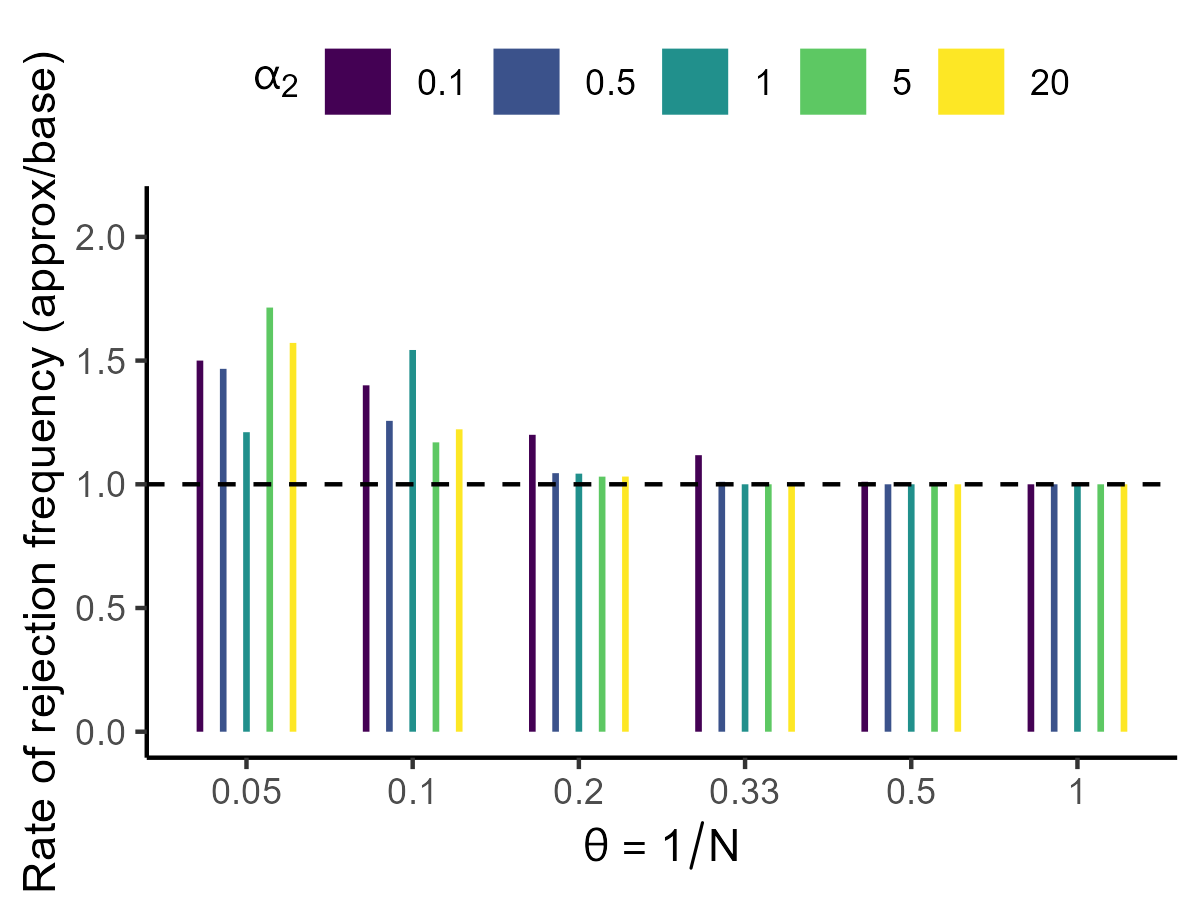 α2 0.1 0.5 1 5 20
Rate of rejection frequency (approx/base)
2.0
1.5
1.0
0.5
0.0
0.05 0.1 0.2 0.33 0.5 1
θ = 1/N